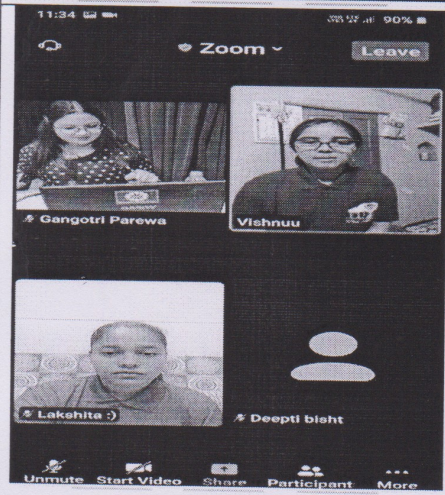 11:34 90%
Zoom
Leave
Gangotri Parewa
Vishnuu
Lakshita :)
Deepti bisht
Unmute Start Video Share Participant More